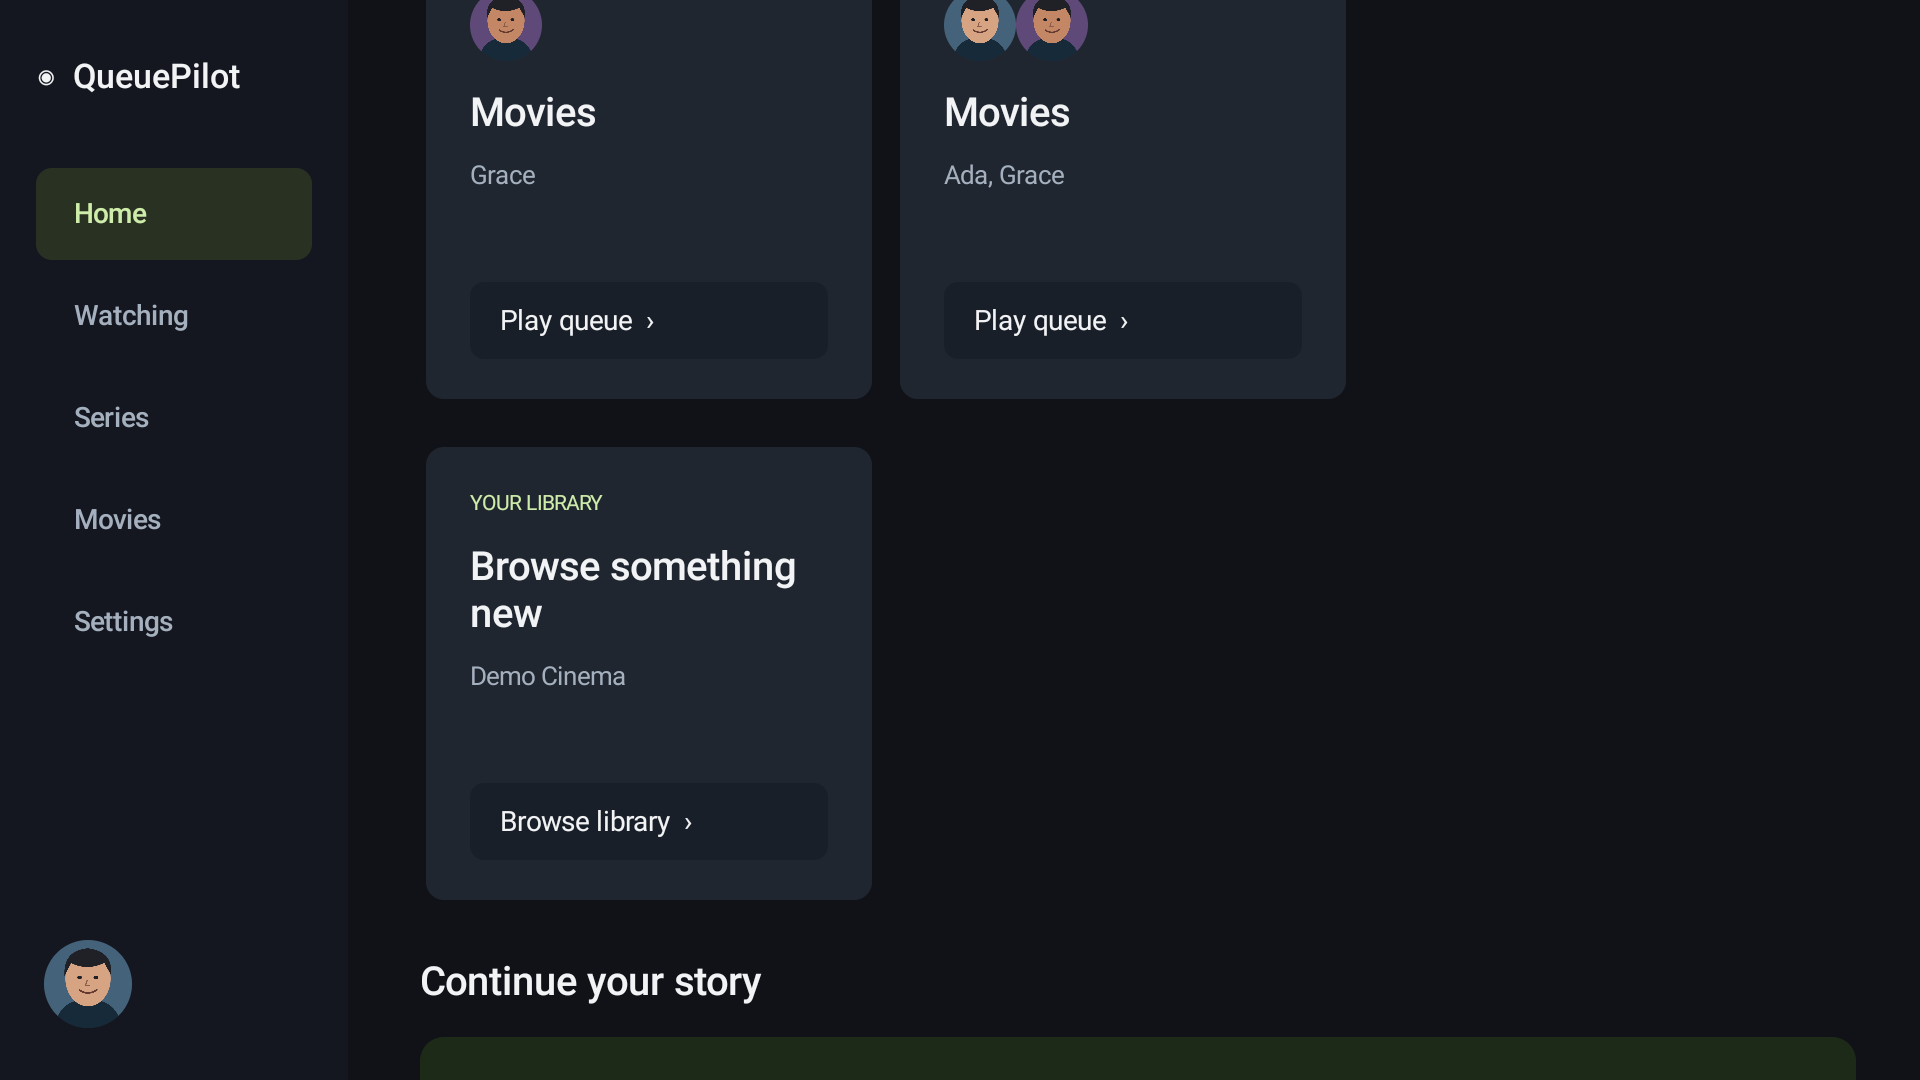 QueuePilot
Home
Watching
Series
Movies
Settings
Movies
Grace
Play queue ›
Movies
Ada, Grace
Play queue ›
YOUR LIBRARY
Browse something
new
Demo Cinema
Browse library ›
Continue your story